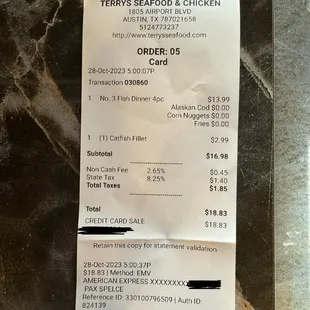 TERRYS SEAFOOD & CHICKEN
1805 AIRPORT BLVD
AUSTIN, TX 787021658
5124773237
http://www.terrysseafood.com
ORDER: 05
Card
28-Oct-2023 5:00:07P
Transaction 030860
1 No. 3 Fish Dinner 4pc $13.99
Alaskan Cod $0.00
Corn Nuggets $0.00
Fries $0.00
1 (1) Catfish Fillet $2.99
Subtotal $16.98
Non Cash Fee 2.65% $0.45
State Tax 8.25% $1.40
Total Taxes $1.85
Total $18.83
CREDIT CARD SALE $18.83
Retain this copy for statement validation
28-Oct-2023 5:00:37P
$18.83 | Method: EMV
AMERICAN EXPRESS XXXXXXXX
PAX SPELCE
Reference ID: 330100796509 | Auth ID:
824139